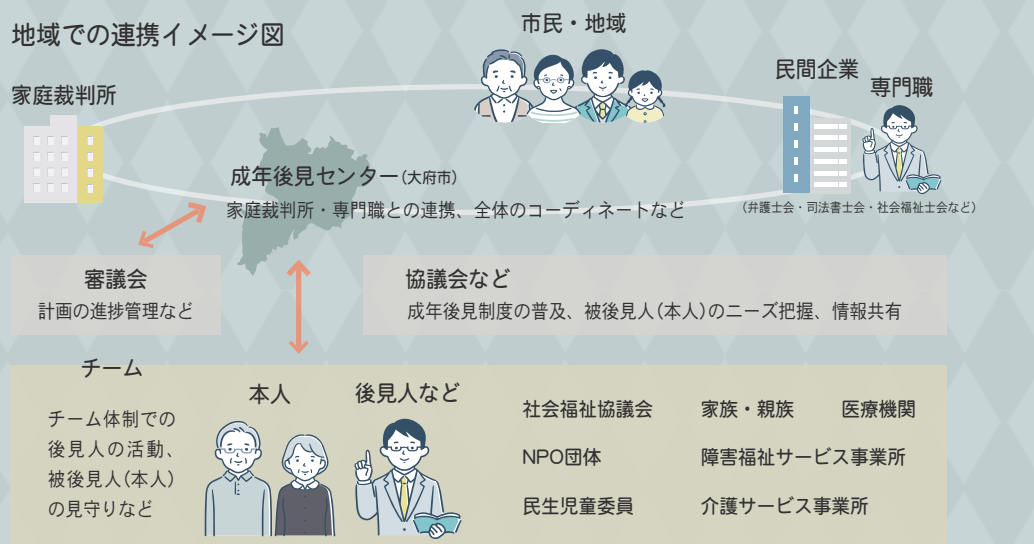 地域での連携イメージ図
市民・地域
家庭裁判所
民間企業
専門職
(弁護士会・司法書士会・社会福祉士会など)
成年後見センター(大府市)
家庭裁判所・専門職との連携、全体のコーディネートなど
審議会
計画の進捗管理など
協議会など
成年後見制度の普及、被後見人(本人)のニーズ把握、情報共有
チーム
チーム体制での
後見人の活動、
被後見人(本人)
の見守りなど
本人
後見人など
社会福祉協議会
家族・親族
医療機関
NPO団体
障害福祉サービス事業所
民生児童委員
介護サービス事業所